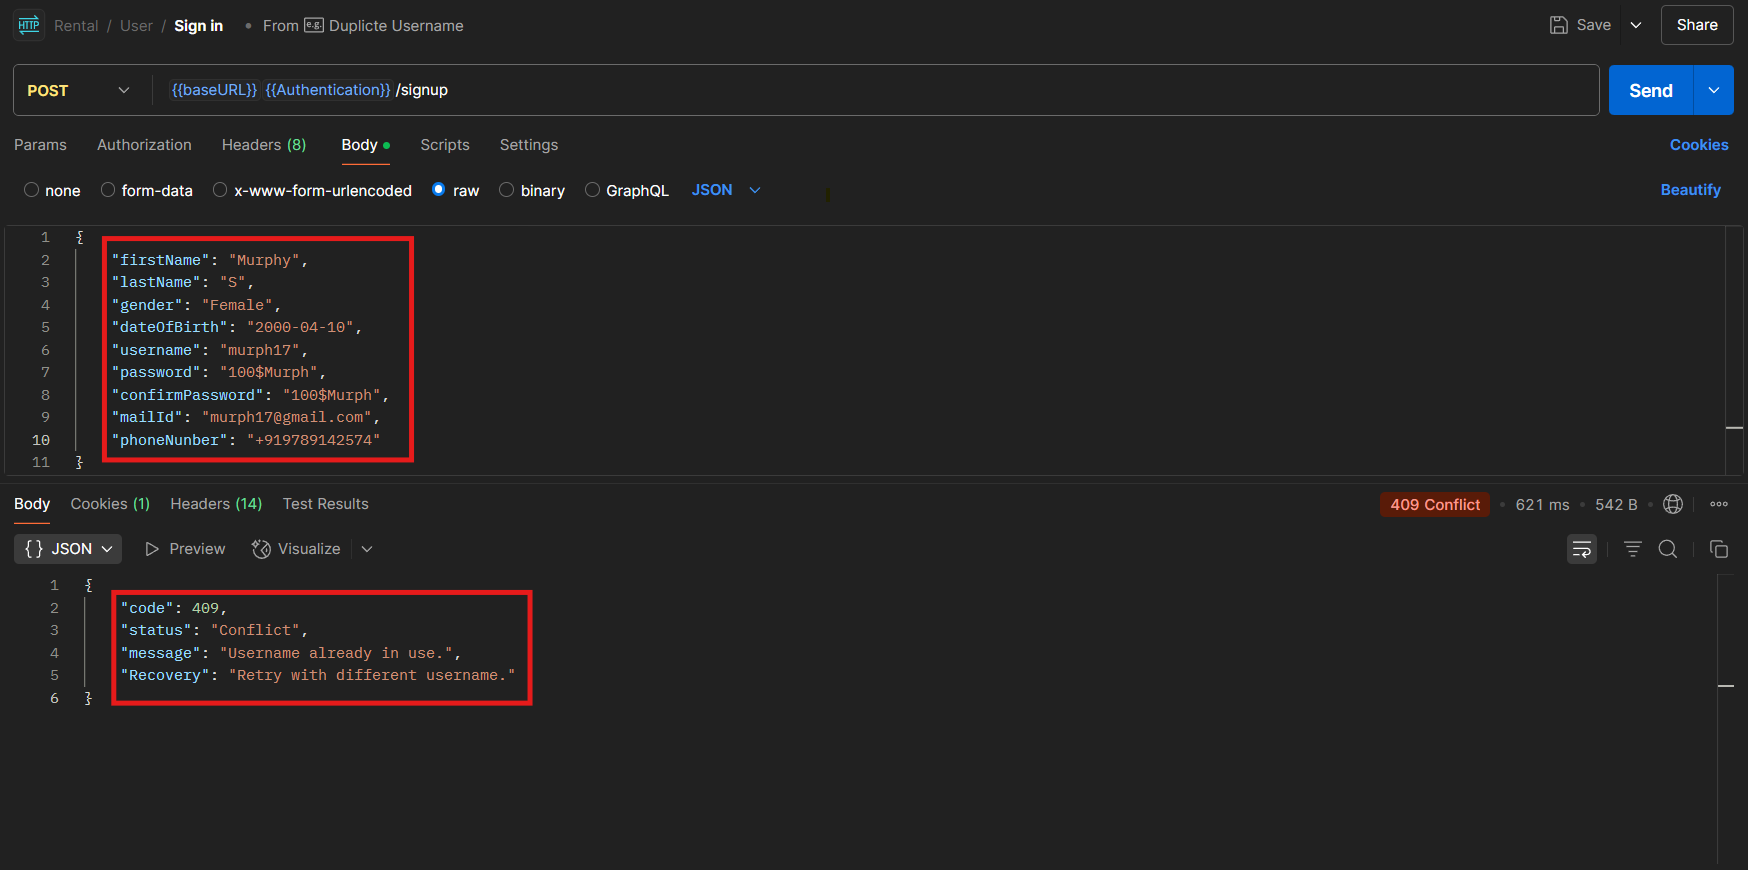 HTTP Rental / User / Sign in • From e.g. Duplicte Username Save Share
POST {{baseURL}} {{Authentication}} /signup Send
Params Authorization Headers (8) Body Scripts Settings Cookies
none form-data x-www-form-urlencoded raw binary GraphQL JSON Beautify
1 {
2 "firstName": "Murphy",
3 "lastName": "S",
4 "gender": "Female",
5 "dateOfBirth": "2000-04-10",
6 "username": "murph17",
7 "password": "100$Murph",
8 "confirmPassword": "100$Murph",
9 "mailId": "murph17@gmail.com",
10 "phoneNunber": "+919789142574"
11 }
Body Cookies (1) Headers (14) Test Results 409 Conflict • 621 ms • 542 B
{} JSON Preview Visualize
1 {
2 "code": 409,
3 "status": "Conflict",
4 "message": "Username already in use.",
5 "Recovery": "Retry with different username."
6 }